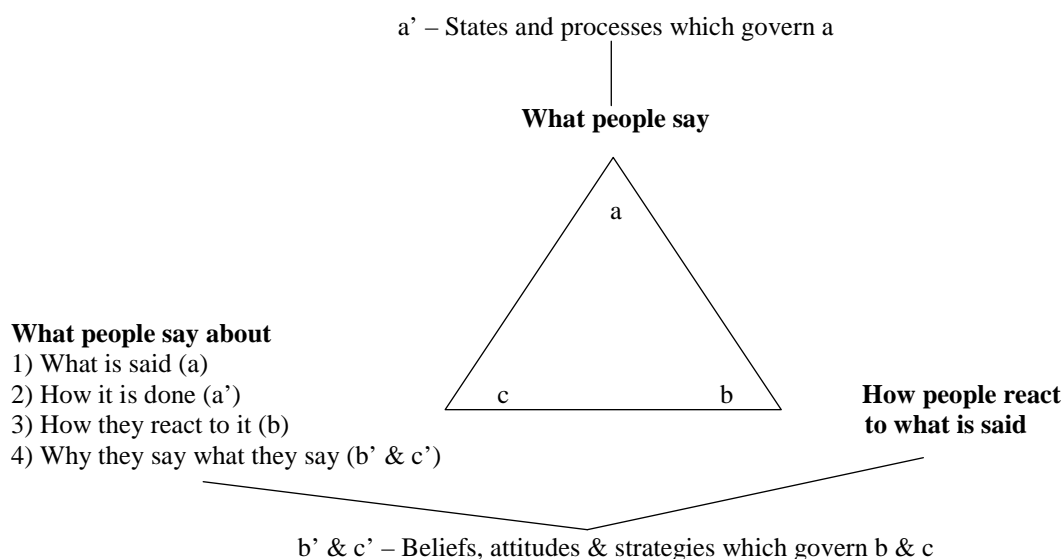 a’ – States and processes which govern a
What people say
a
What people say about
1) What is said (a)
2) How it is done (a’)
3) How they react to it (b)
4) Why they say what they say (b’ & c’)
c
b
How people react
to what is said
b’ & c’ – Beliefs, attitudes & strategies which govern b & c